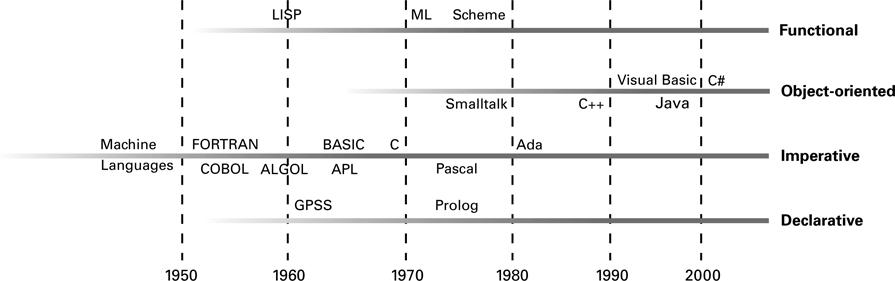 LISP ML Scheme
Functional
Visual Basic C#
Object-oriented
Smalltalk C++ Java
Machine FORTRAN BASIC C Ada
Imperative
Languages COBOL ALGOL APL Pascal
GPSS Prolog
Declarative
1950 1960 1970 1980 1990 2000